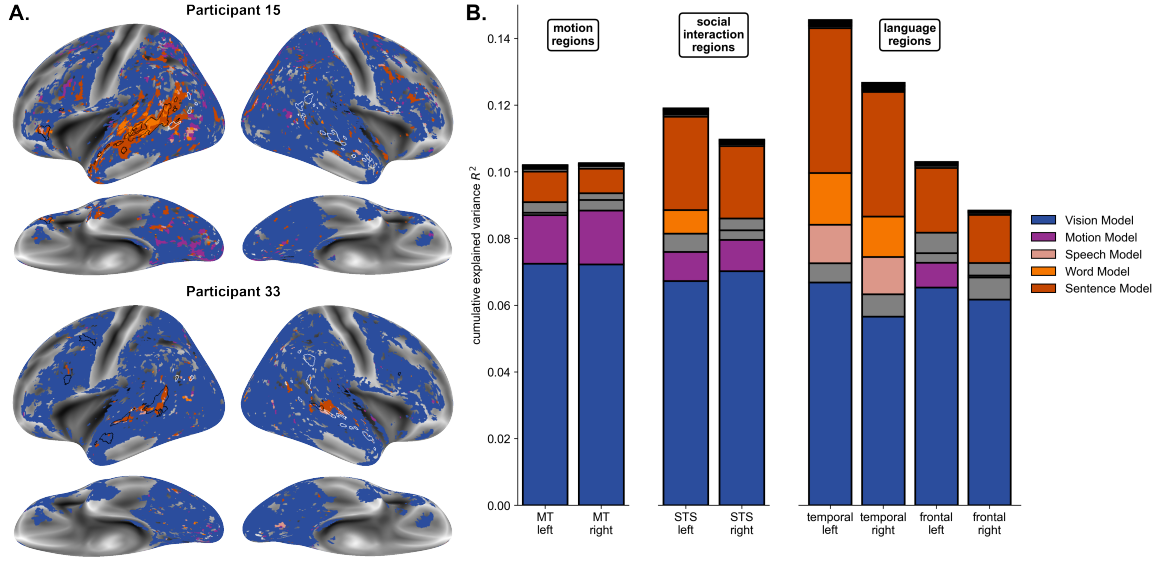 A.
Participant 15
Participant 33
B.
motion
regions
social
interaction
regions
language
regions
cumulative explained variance R²
0.14
0.12
0.10
0.08
0.06
0.04
0.02
0.00
MT
left
MT
right
STS
left
STS
right
temporal
left
temporal
right
frontal
left
frontal
right
Vision Model
Motion Model
Speech Model
Word Model
Sentence Model